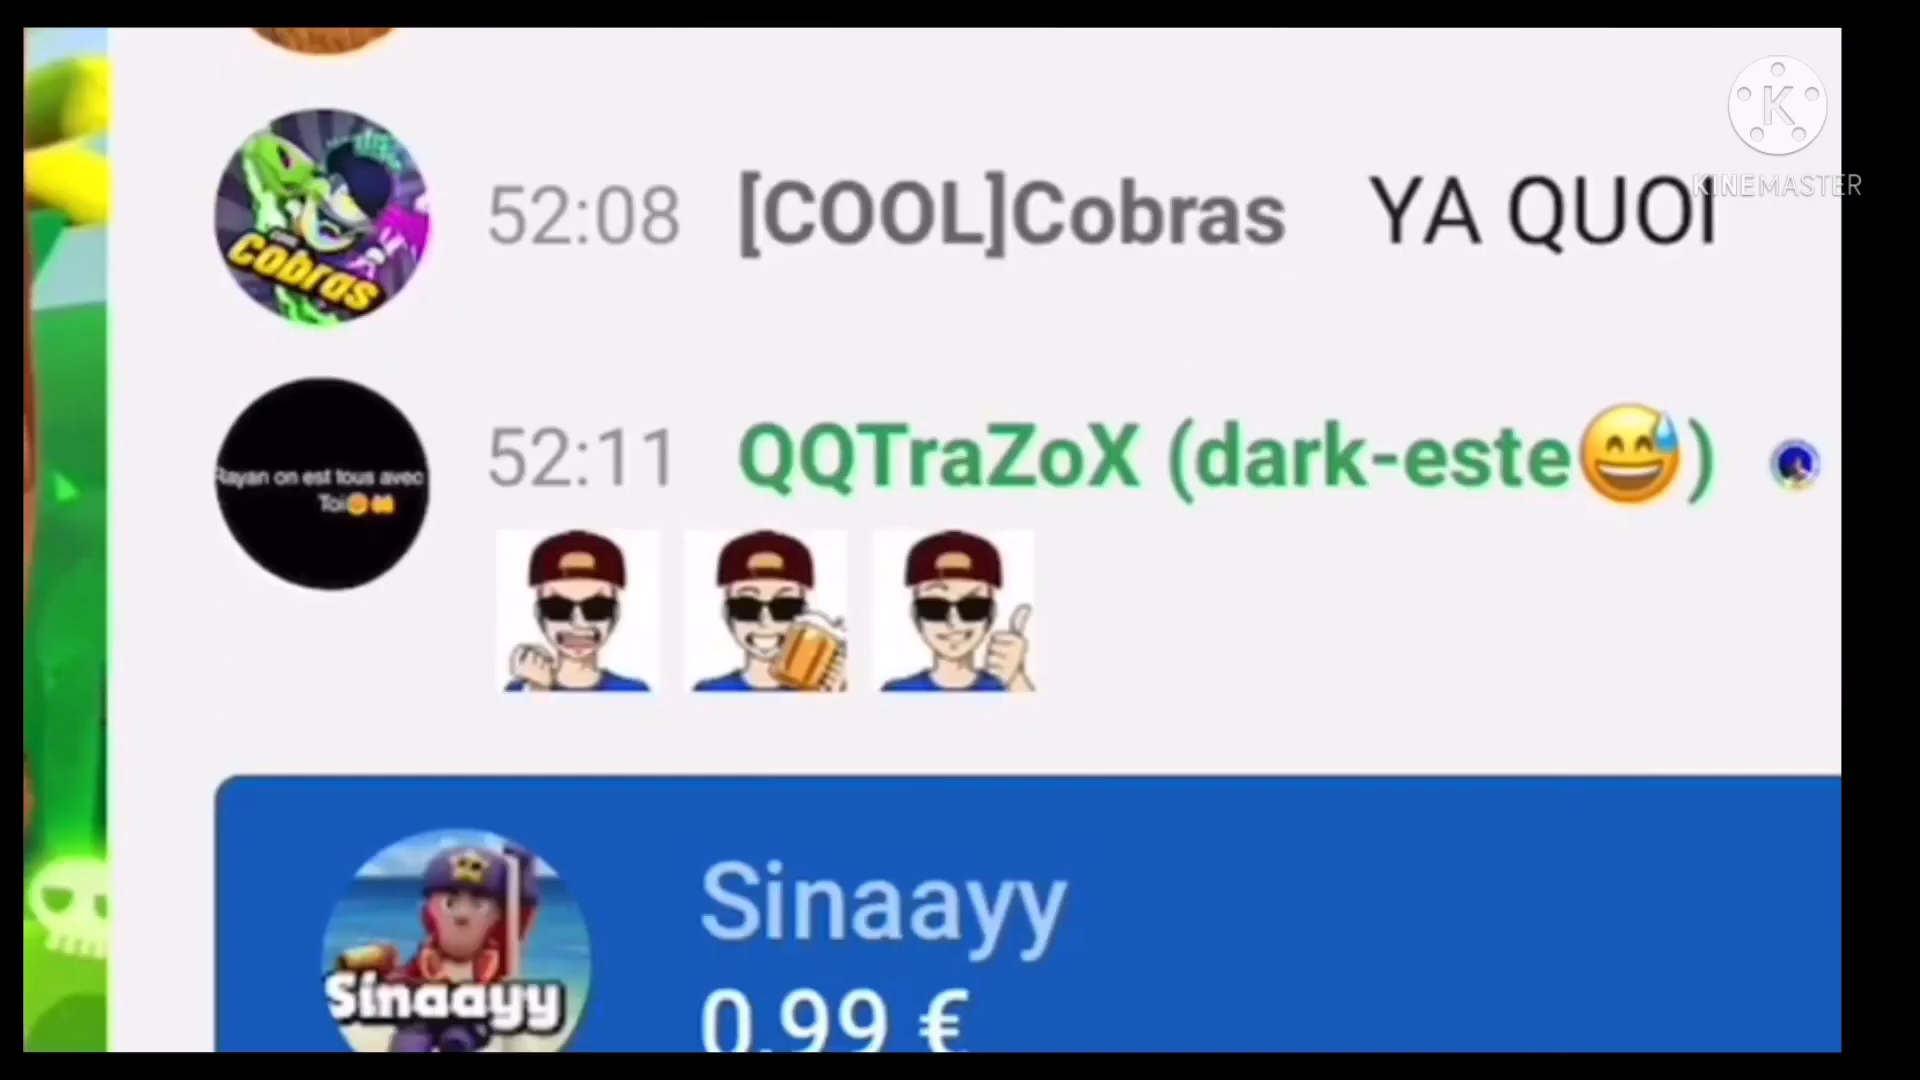 52:08 [COOL]Cobras YA QUOI
KINEMASTER
K
Cobras
52:11 QQTraZoX (dark-este😅)
Rayan on est tous avec
Toi
Sinaayy
0,99 €
Sinaayy